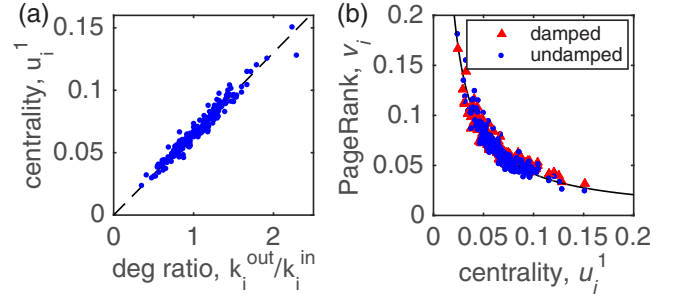 (a)
0.15
0.1
0.05
0
centrality, u_i^1
0 1 2
deg ratio, k_i^out/k_i^in
(b)
0.2
0.15
0.1
0.05
0
PageRank, v_i
damped
undamped
0 0.05 0.1 0.15 0.2
centrality, u_i^1